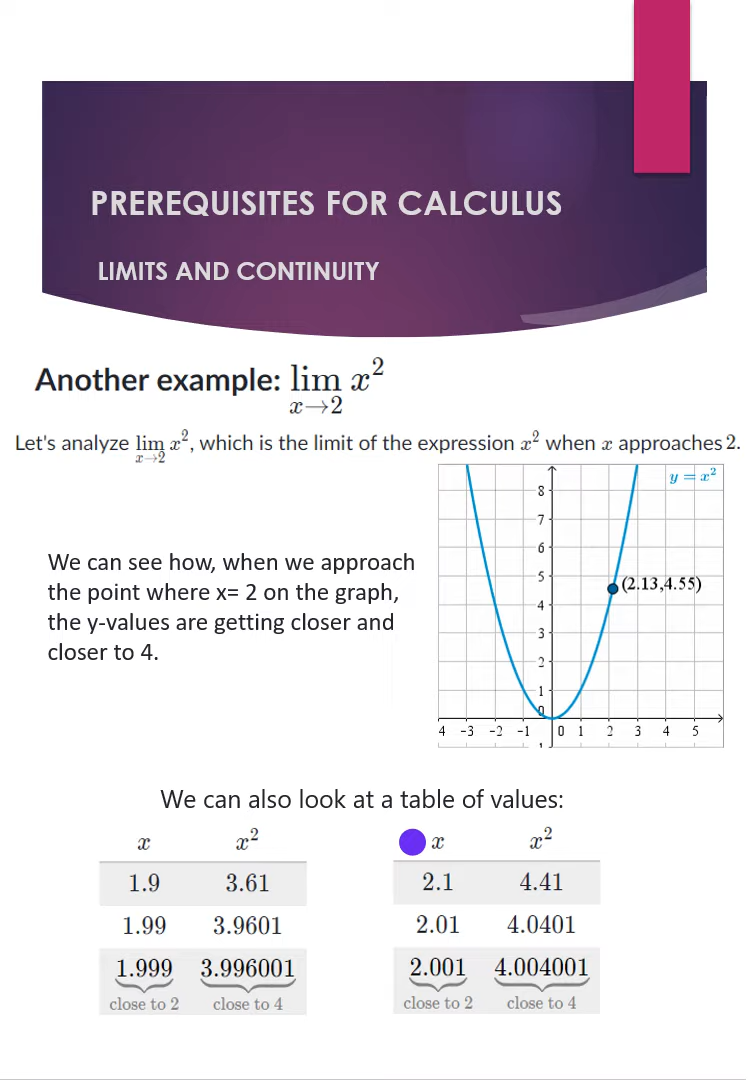 PREREQUISITES FOR CALCULUS
LIMITS AND CONTINUITY
Another example: lim x²
x→2
Let's analyze lim x², which is the limit of the expression x² when x approaches 2.
x→2
y = x²
8
7
6
5
(2.13,4.55)
4
3
2
1
0
4 -3 -2 -1 0 1 2 3 4 5
1
We can see how, when we approach
the point where x= 2 on the graph,
the y-values are getting closer and
closer to 4.
We can also look at a table of values:
x x²
1.9 3.61
1.99 3.9601
1.999 3.996001
close to 2 close to 4
x x²
2.1 4.41
2.01 4.0401
2.001 4.004001
close to 2 close to 4